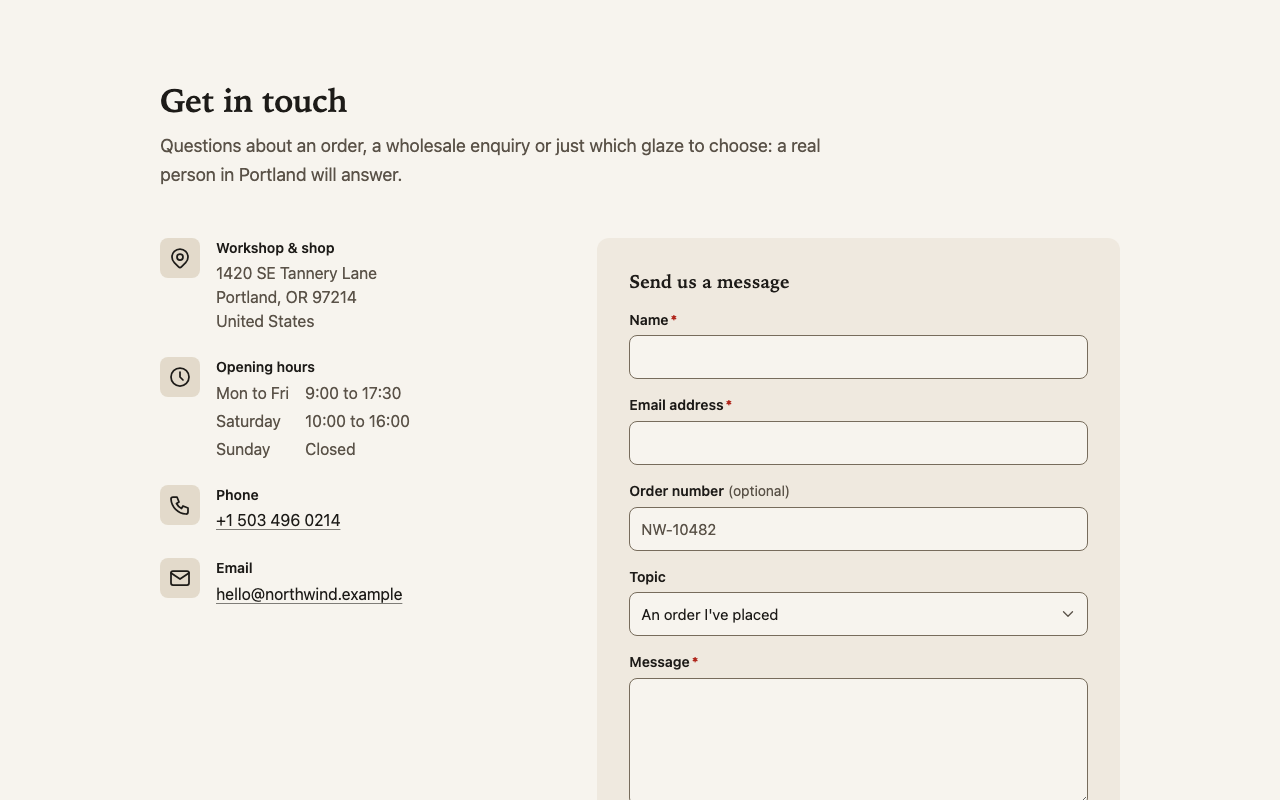 Get in touch
Questions about an order, a wholesale enquiry or just which glaze to choose: a real
person in Portland will answer.
Workshop & shop
1420 SE Tannery Lane
Portland, OR 97214
United States
Opening hours
Mon to Fri 9:00 to 17:30
Saturday 10:00 to 16:00
Sunday Closed
Phone
+1 503 496 0214
Email
hello@northwind.example
Send us a message
Name*
Email address*
Order number (optional)
NW-10482
Topic
An order I've placed
Message*